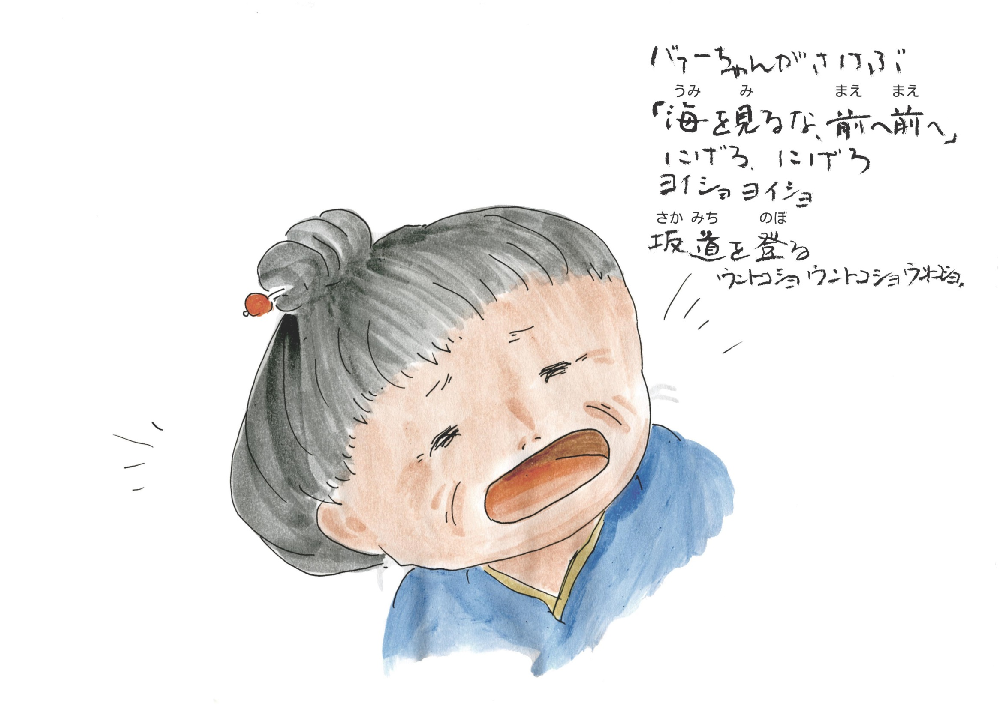 バァーちゃんがさけぶ
うみ み まえ まえ
「海を見るな、前へ前へ」
にげろ、にげろ
ヨイショ ヨイショ
さか みち のぼ
坂道を登る
ウントコショ ウントコショ ウントコショ。